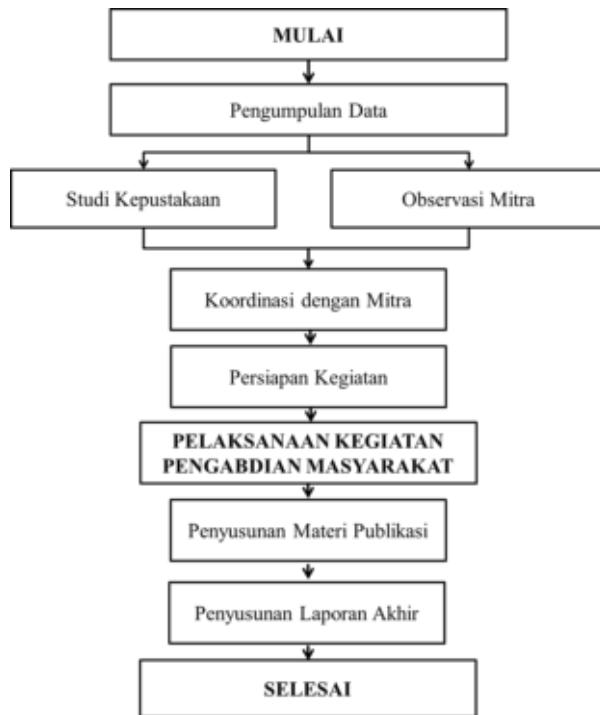 MULAI
Pengumpulan Data
Studi Kepustakaan
Observasi Mitra
Koordinasi dengan Mitra
Persiapan Kegiatan
PELAKSANAAN KEGIATAN
PENGABDIAN MASYARAKAT
Penyusunan Materi Publikasi
Penyusunan Laporan Akhir
SELESAI